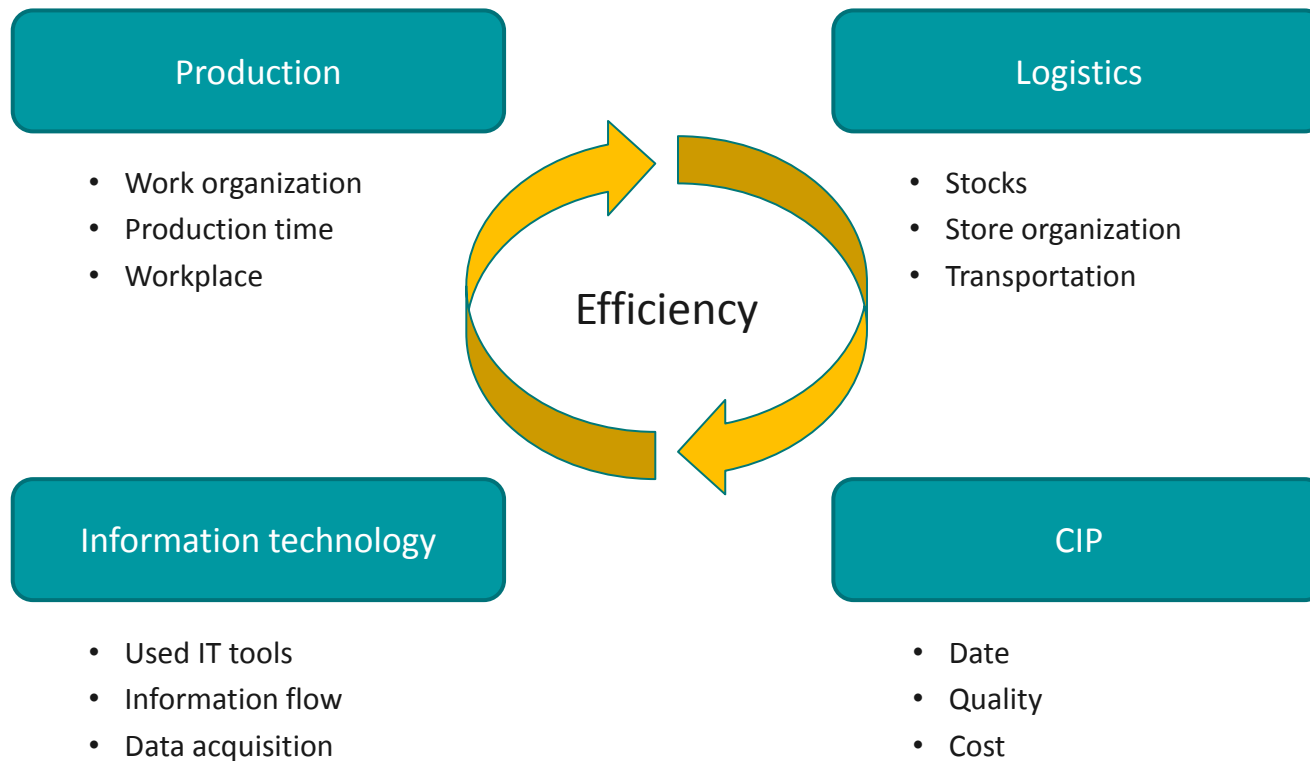 Production
• Work organization
• Production time
• Workplace
Logistics
• Stocks
• Store organization
• Transportation
Efficiency
Information technology
• Used IT tools
• Information flow
• Data acquisition
CIP
• Date
• Quality
• Cost